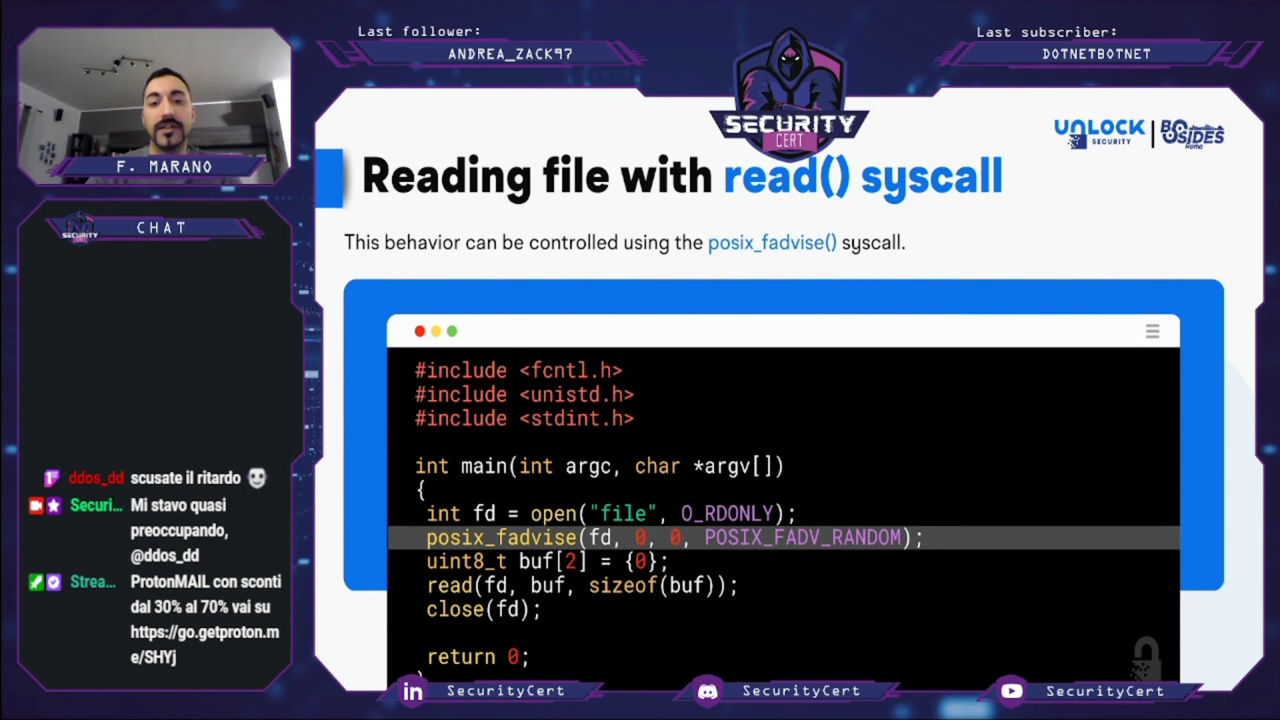 Last follower:
ANDREA_ZACK97
Last subscriber:
DOTNETBOTNET
SECURITY
CERT
UNLOCK
SECURITY
BSIDES
Roma
F. MARANO
SECURITY
CHAT
Reading file with read() syscall
This behavior can be controlled using the posix_fadvise() syscall.
#include <fcntl.h>
#include <unistd.h>
#include <stdint.h>
int main(int argc, char *argv[])
{
int fd = open("file", O_RDONLY);
posix_fadvise(fd, 0, 0, POSIX_FADV_RANDOM);
uint8_t buf[2] = {0};
read(fd, buf, sizeof(buf));
close(fd);
return 0;
ddos_dd scusate il ritardo
Securi... Mi stavo quasi
preoccupando,
@ddos_dd
Strea... ProtonMAIL con sconti
dal 30% al 70% vai su
https://go.getproton.m
e/SHYj
in SecurityCert
SecurityCert
SecurityCert